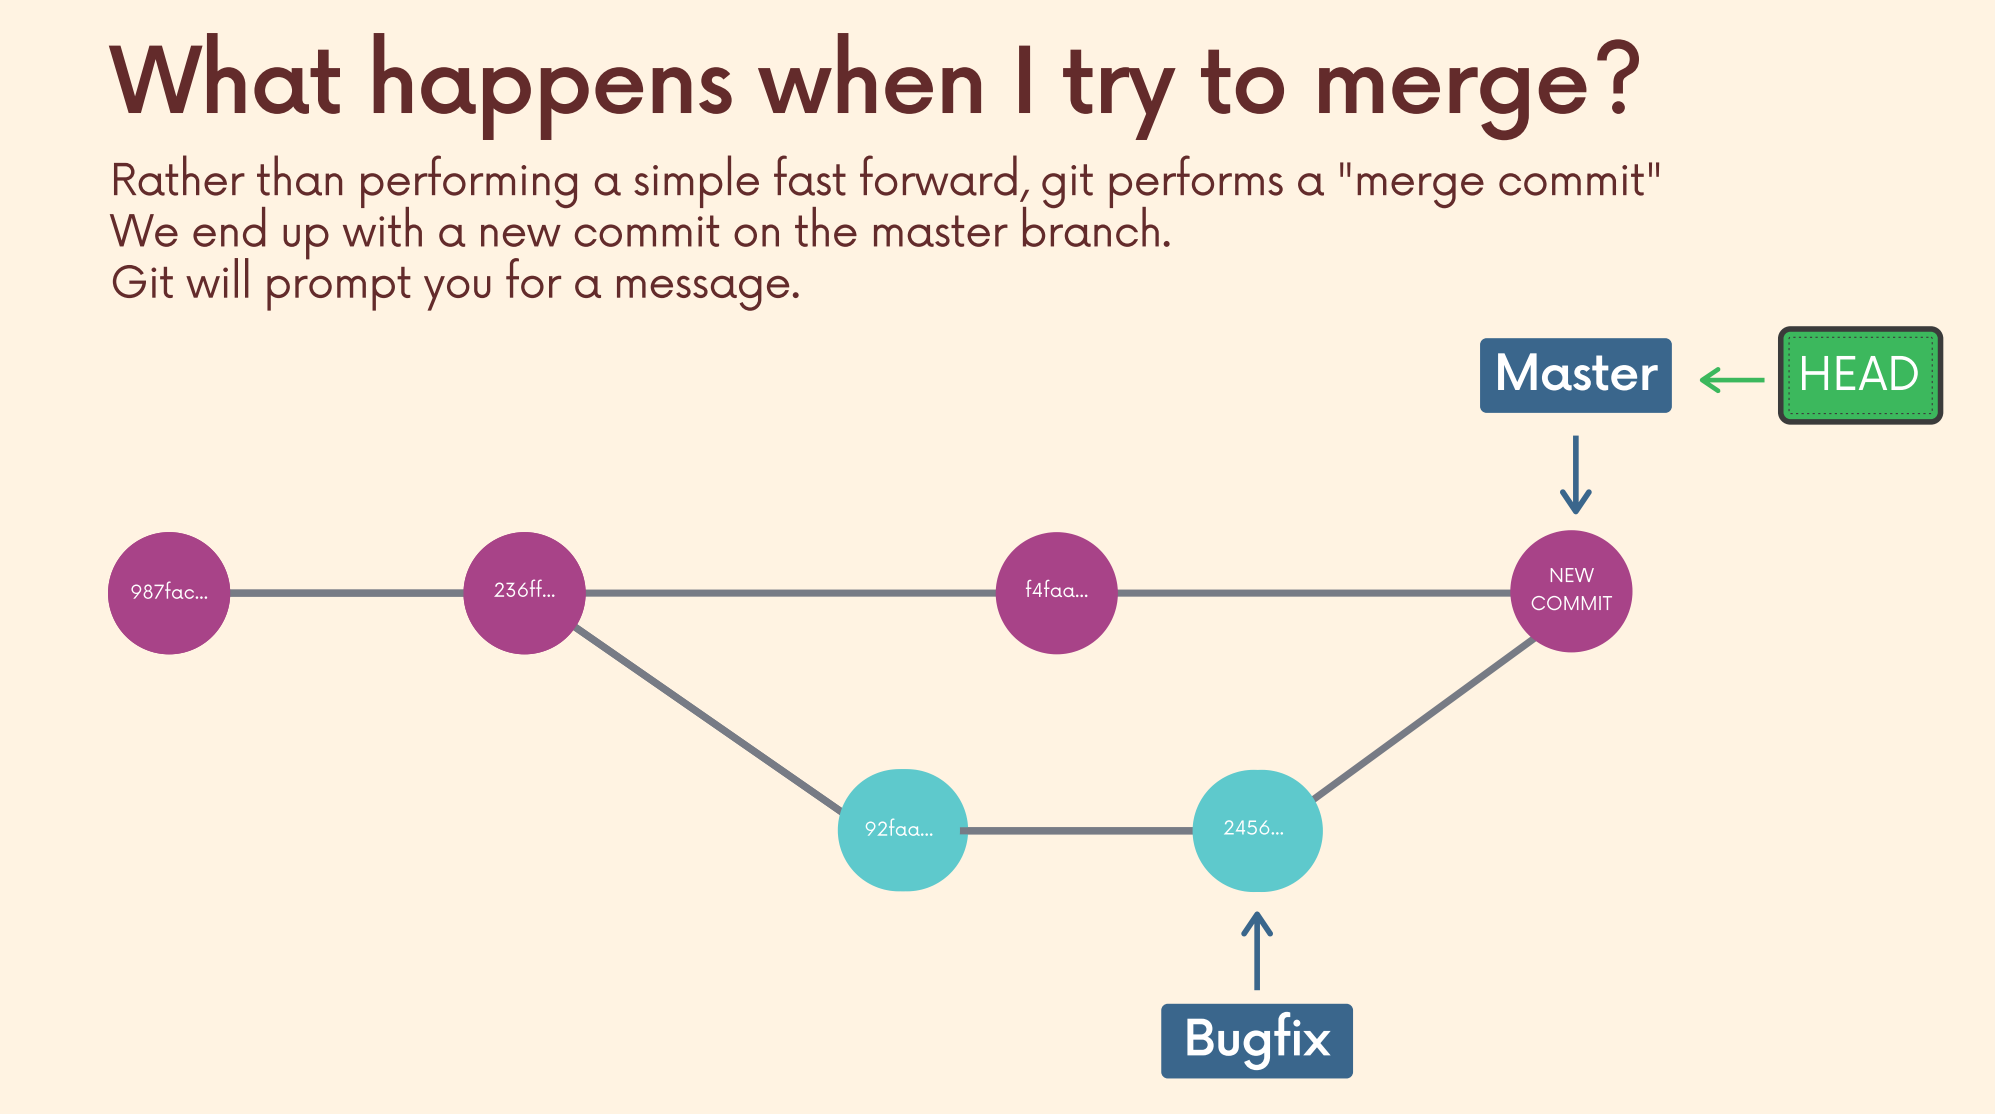 What happens when I try to merge?
Rather than performing a simple fast forward, git performs a "merge commit"
We end up with a new commit on the master branch.
Git will prompt you for a message.
Master
HEAD
987fac...
236ff...
f4faa...
NEW
COMMIT
92faa...
2456...
Bugfix